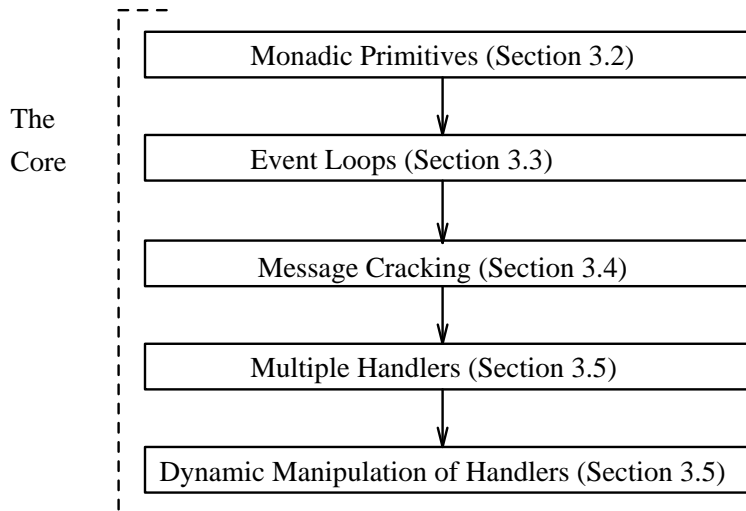 Monadic Primitives (Section 3.2)
The
Core
Event Loops (Section 3.3)
Message Cracking (Section 3.4)
Multiple Handlers (Section 3.5)
Dynamic Manipulation of Handlers (Section 3.5)